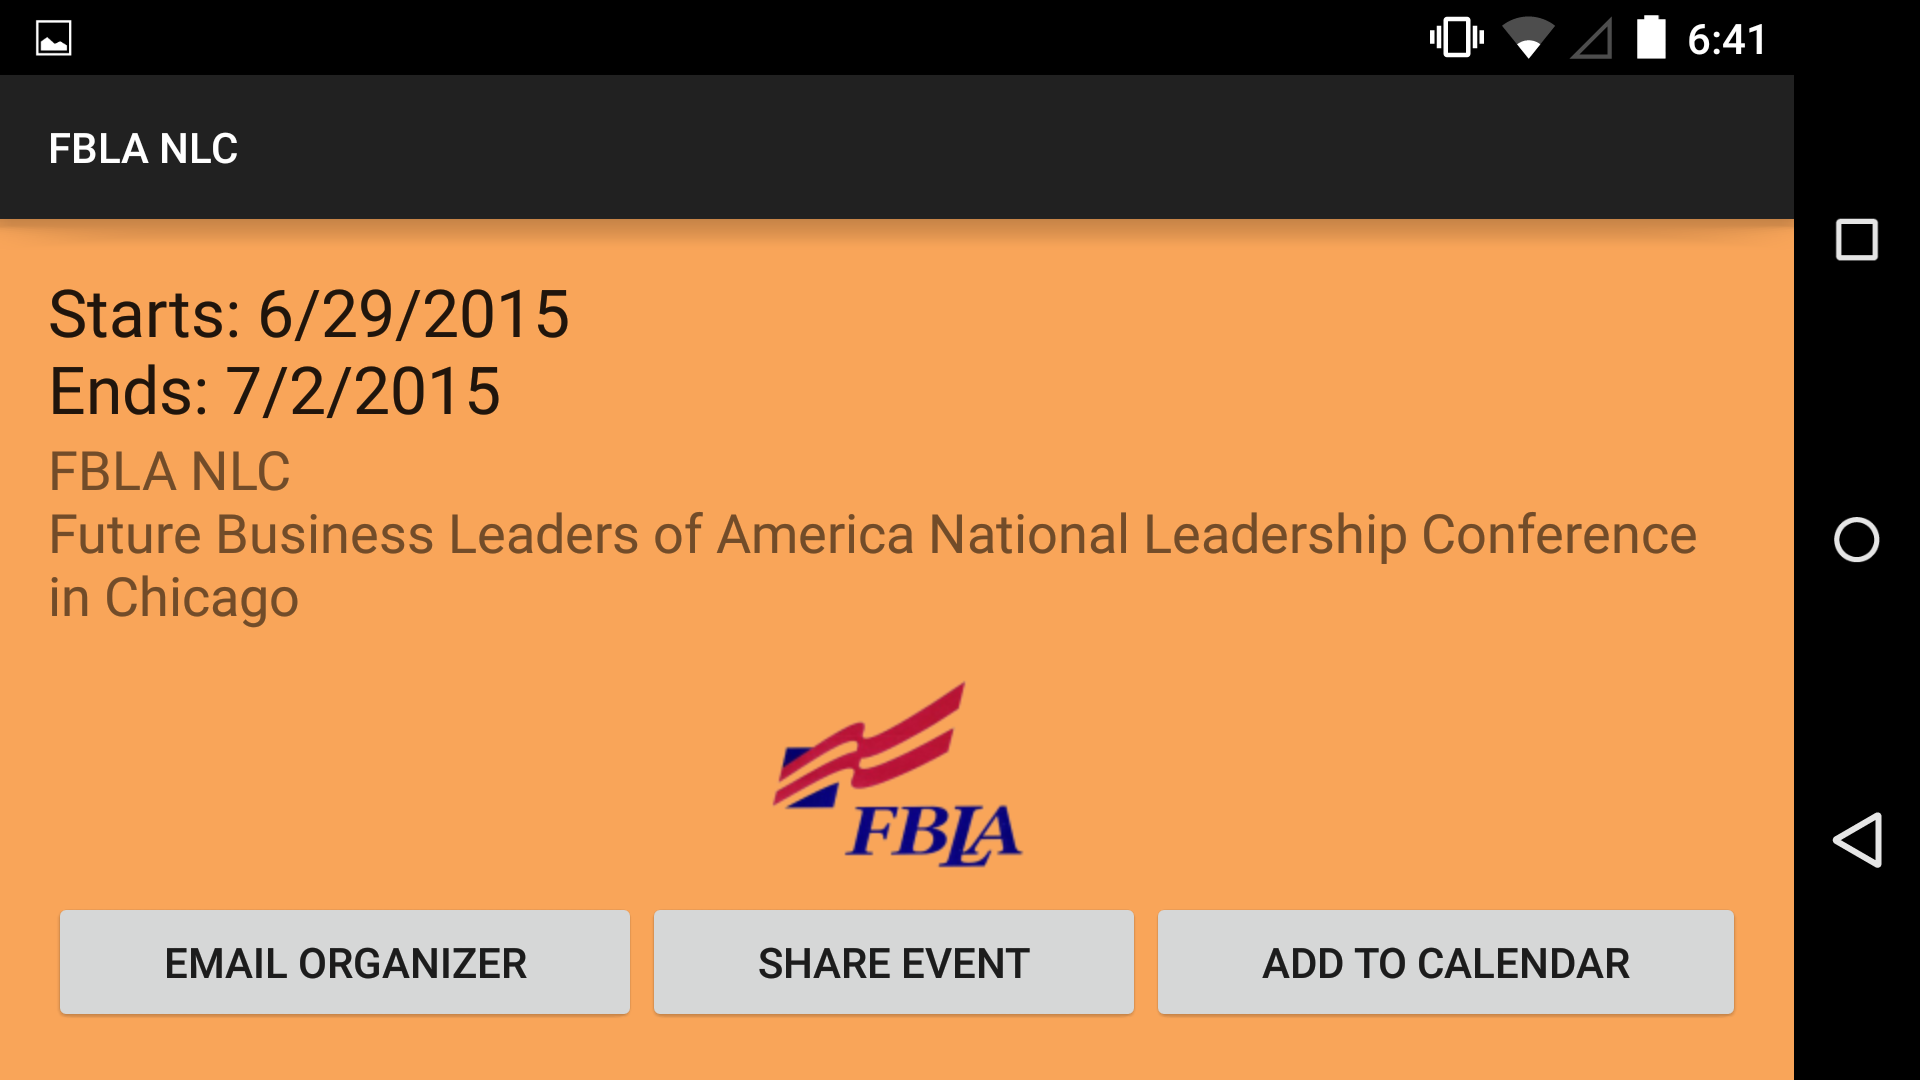 6:41
FBLA NLC
Starts: 6/29/2015
Ends: 7/2/2015
FBLA NLC
Future Business Leaders of America National Leadership Conference
in Chicago
FBLA
EMAIL ORGANIZER
SHARE EVENT
ADD TO CALENDAR